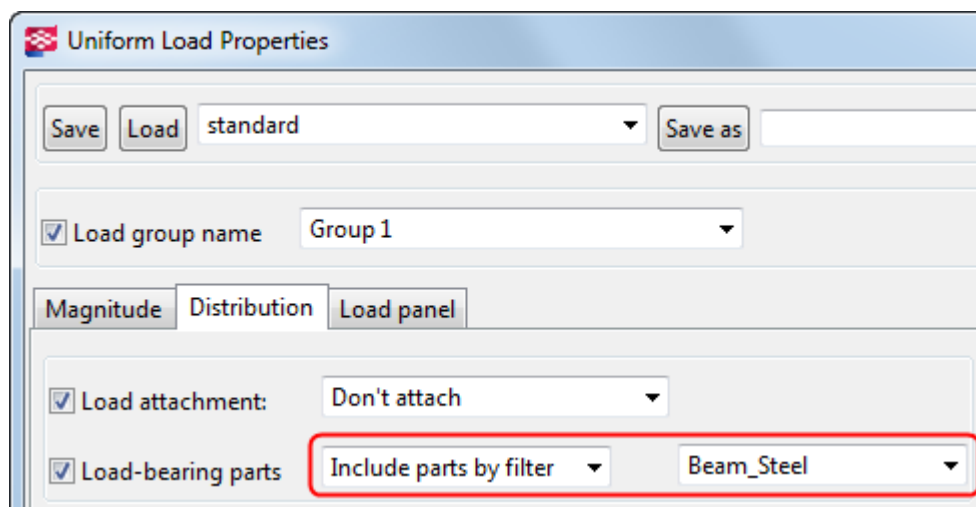 Uniform Load Properties
Save Load standard Save as
Load group name Group 1
Magnitude Distribution Load panel
Load attachment: Don't attach
Load-bearing parts Include parts by filter Beam_Steel